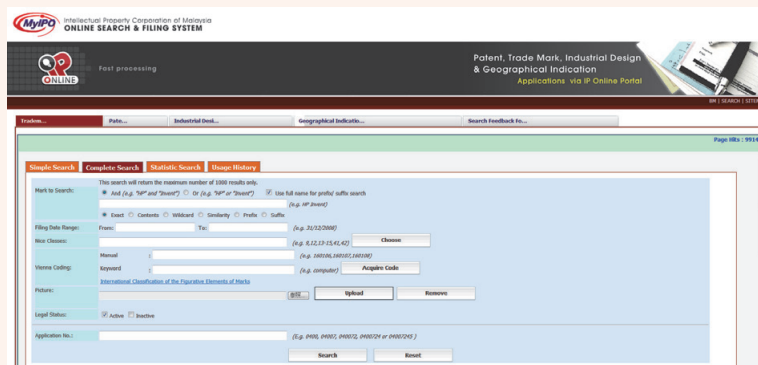 MyIPO
Intellectual Property Corporation of Malaysia
ONLINE SEARCH & FILING SYSTEM
IP ONLINE
Fast processing
Patent, Trade Mark, Industrial Design
& Geographical Indication
Applications via IP Online Portal
BM | SEARCH | SITEM
Tradem... Pate... Industrial Desi... Geographical Indicatio... Search Feedback Fo...
Page Hits : 9914
Simple Search Complete Search Statistic Search Usage History
This search will return the maximum number of 1000 results only.
Mark to Search: And (e.g. "HP" and "Invent") Or (e.g. "HP" or "Invent") Use full name for prefix/ suffix search
(e.g. HP Invent)
Exact Contents Wildcard Similarity Prefix Suffix
Filing Date Range: From: To: (e.g. 31/12/2008)
Nice Classes: (e.g. 9,12,13-15,41,42) Choose
Manual : (e.g. 160106,160107,160108)
Vienna Coding: Keyword : (e.g. computer) Acquire Code
International Classification of the Figurative Elements of Marks
Picture: Upload Remove
Legal Status: Active Inactive
Application No.: (E.g. 0400, 04007, 040072, 0400724 or 04007245 )
Search Reset